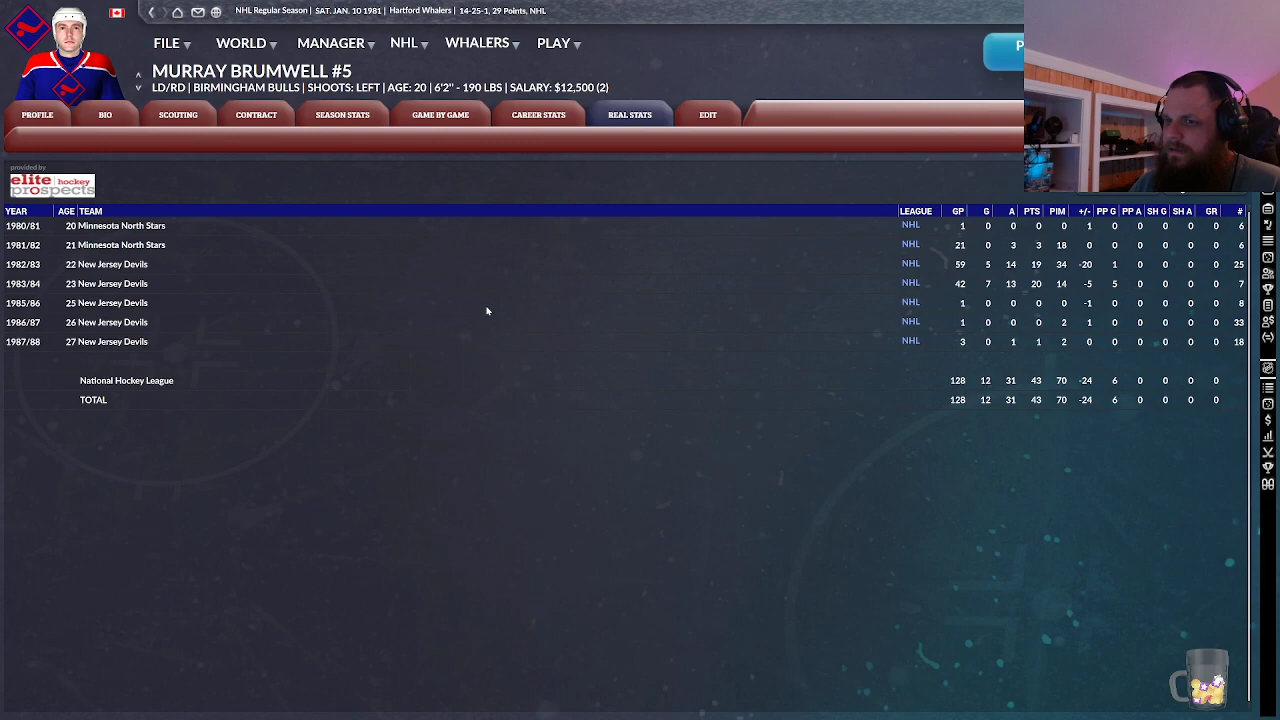 NHL Regular Season | SAT. JAN. 10 1981 | Hartford Whalers | 14-25-1, 29 Points, NHL
FILE WORLD MANAGER NHL WHALERS PLAY
P
MURRAY BRUMWELL #5
LD/RD | BIRMINGHAM BULLS | SHOOTS: LEFT | AGE: 20 | 6'2" - 190 LBS | SALARY: $12,500 (2)
PROFILE BIO SCOUTING CONTRACT SEASON STATS GAME BY GAME CAREER STATS REAL STATS EDIT
provided by
elite hockey
prospects
YEAR AGE TEAM LEAGUE GP G A PTS PIM +/- PP G PP A SH G SH A GR #
1980/81 20 Minnesota North Stars NHL 1 0 0 0 0 1 0 0 0 0 0 6
1981/82 21 Minnesota North Stars NHL 21 0 3 3 18 0 0 0 0 0 0 6
1982/83 22 New Jersey Devils NHL 59 5 14 19 34 -20 1 0 0 0 0 25
1983/84 23 New Jersey Devils NHL 42 7 13 20 14 -5 5 0 0 0 0 7
1985/86 25 New Jersey Devils NHL 1 0 0 0 0 -1 0 0 0 0 0 8
1986/87 26 New Jersey Devils NHL 1 0 0 0 2 1 0 0 0 0 0 33
1987/88 27 New Jersey Devils NHL 3 0 1 1 2 0 0 0 0 0 0 18
National Hockey League 128 12 31 43 70 -24 6 0 0 0 0
TOTAL 128 12 31 43 70 -24 6 0 0 0 0